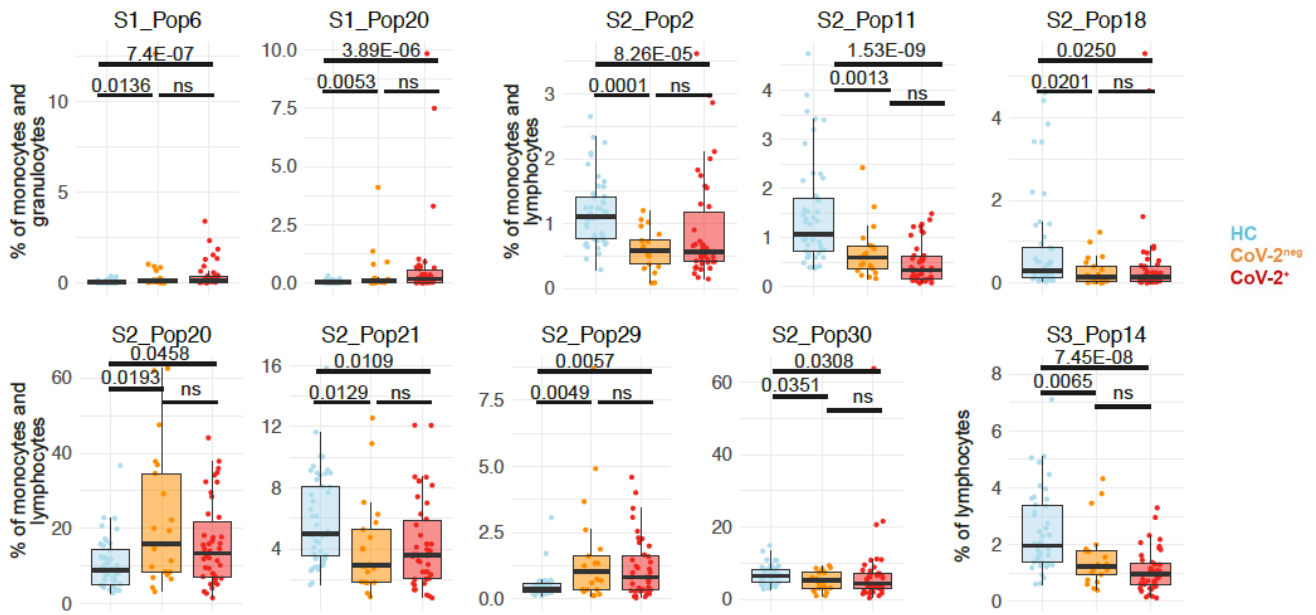 S1_Pop6
7.4E-07
0.0136
ns
% of monocytes and
granulocytes
10
5
0
S1_Pop20
3.89E-06
0.0053
ns
10.0
7.5
5.0
2.5
0.0
S2_Pop2
8.26E-05
0.0001
ns
% of monocytes and
lymphocytes
3
2
1
0
S2_Pop11
1.53E-09
0.0013
ns
4
3
2
1
0
S2_Pop18
0.0250
0.0201
ns
4
2
0
HC
CoV-2neg
CoV-2+
S2_Pop20
0.0458
0.0193
ns
% of monocytes and
lymphocytes
60
40
20
0
S2_Pop21
0.0109
0.0129
ns
16
12
8
4
S2_Pop29
0.0057
0.0049
ns
7.5
5.0
2.5
0.0
S2_Pop30
0.0308
0.0351
ns
60
40
20
0
S3_Pop14
7.45E-08
0.0065
ns
% of lymphocytes
8
6
4
2
0